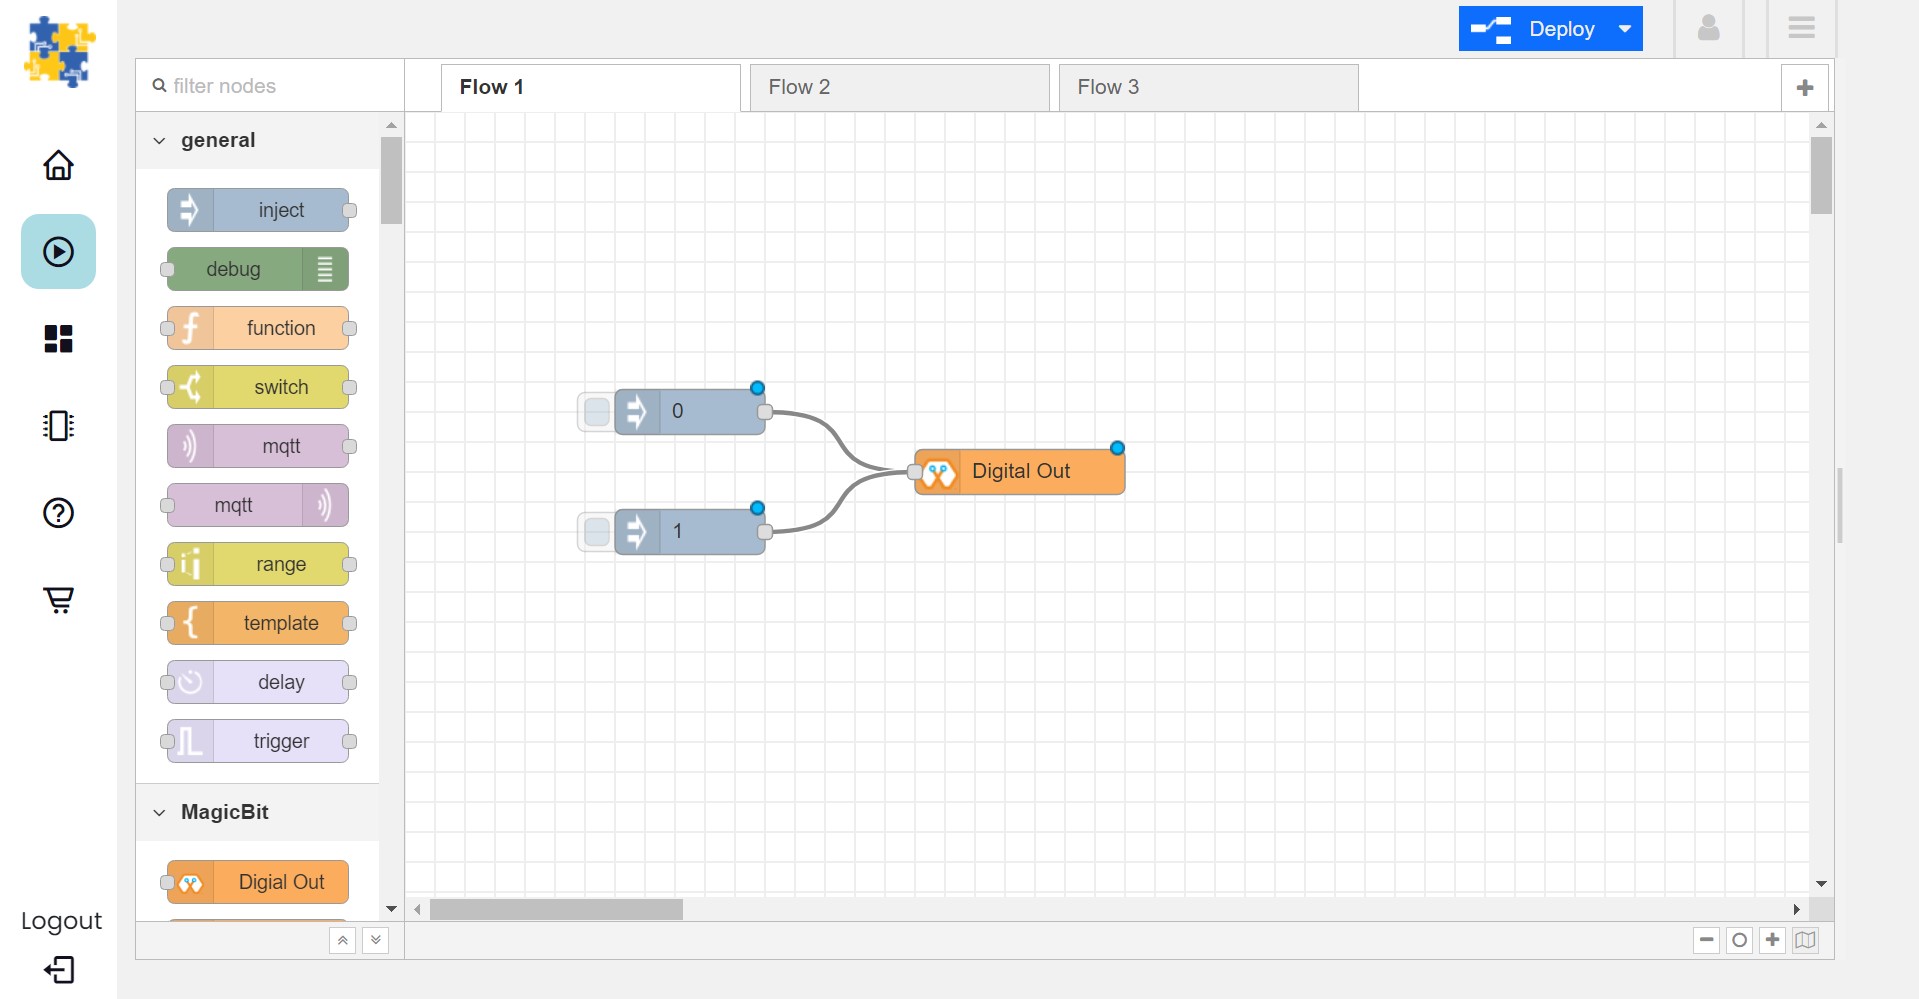 Deploy
filter nodes
Flow 1
Flow 2
Flow 3
general
inject
debug
function
switch
mqtt
mqtt
range
template
delay
trigger
MagicBit
Digial Out
0
1
Digital Out
Logout